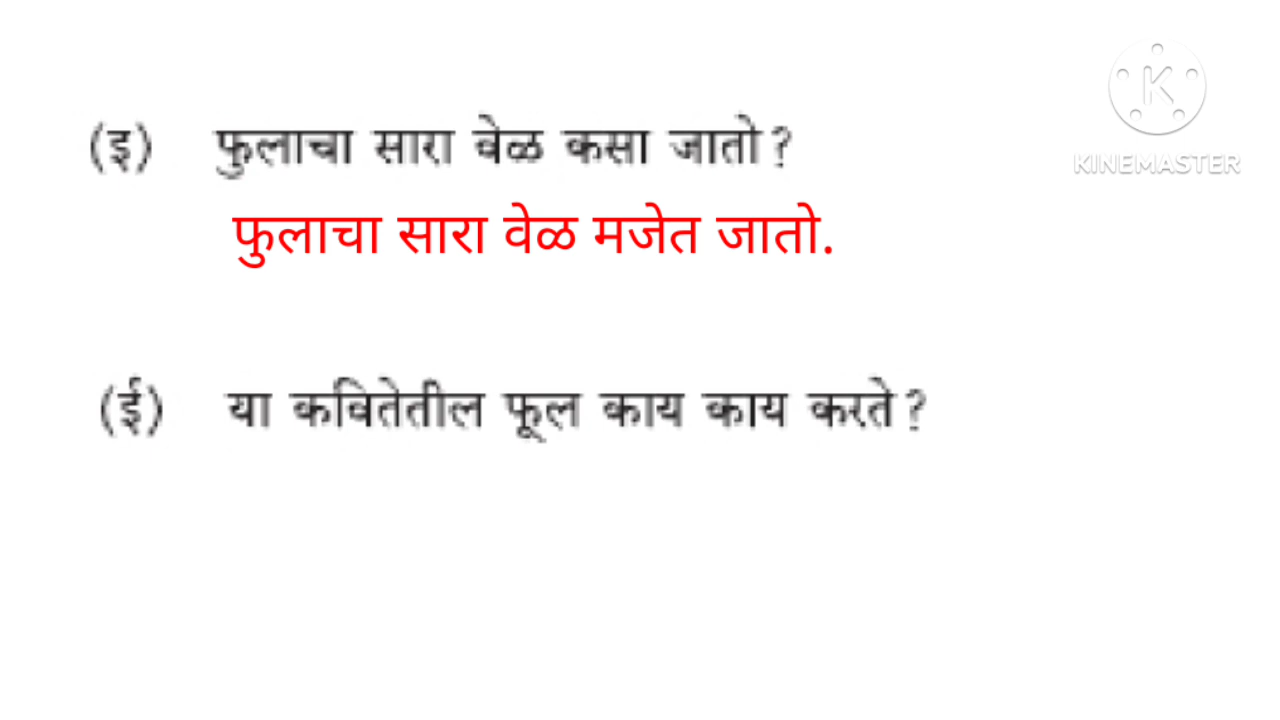 (इ) फुलाचा सारा वेळ कसा जातो?
KINEMASTER
फुलाचा सारा वेळ मजेत जातो.
(ई) या कवितेतील फूल काय काय करते?